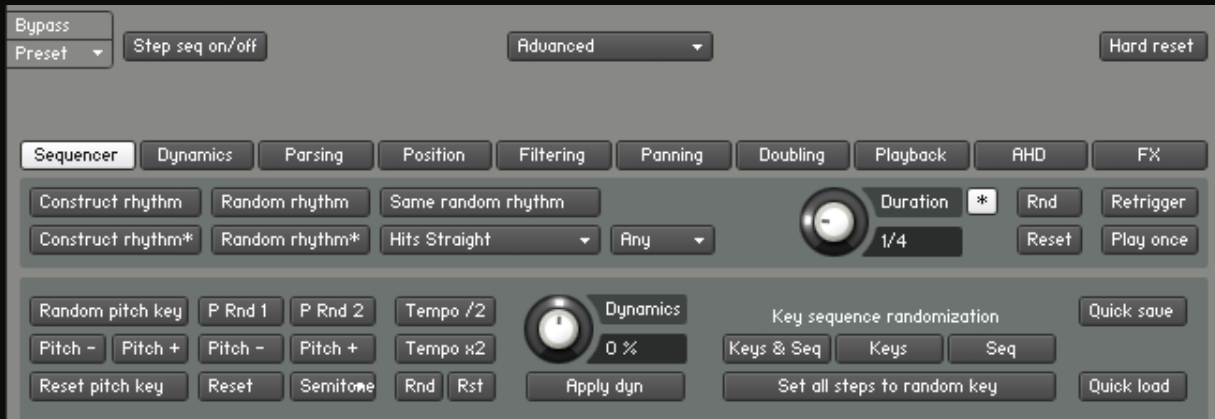 Bypass
Preset
Step seq on/off
Advanced
Hard reset
Sequencer Dynamics Parsing Position Filtering Panning Doubling Playback AHD FX
Construct rhythm Random rhythm Same random rhythm Duration * Rnd Retrigger
Construct rhythm* Random rhythm* Hits Straight Any 1/4 Reset Play once
Random pitch key P Rnd 1 P Rnd 2 Tempo /2 Dynamics Key sequence randomization Quick save
Pitch - Pitch + Pitch - Pitch + Tempo x2 0 % Keys & Seq Keys Seq
Reset pitch key Reset Semitone Rnd Rst Apply dyn Set all steps to random key Quick load